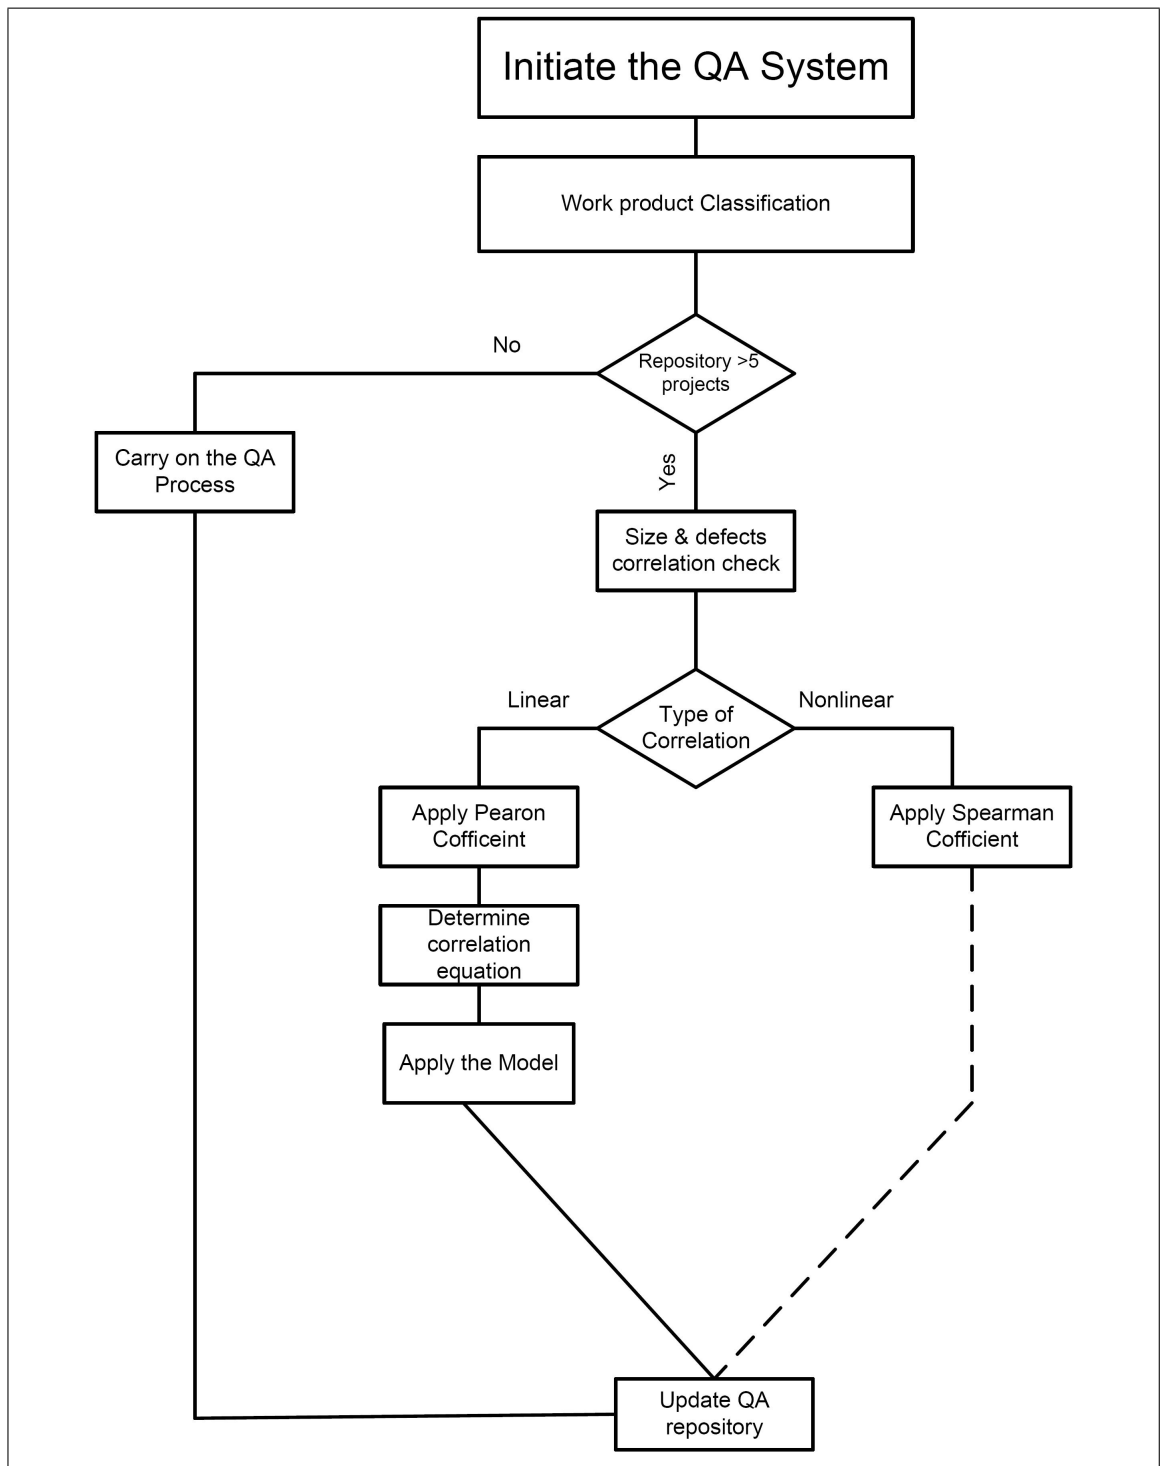 Initiate the QA System
Work product Classification
No
Repository >5
projects
Carry on the QA
Process
Yes
Size & defects
correlation check
Linear
Type of
Correlation
Nonlinear
Apply Pearon
Cofficeint
Apply Spearman
Cofficient
Determine
correlation
equation
Apply the Model
Update QA
repository